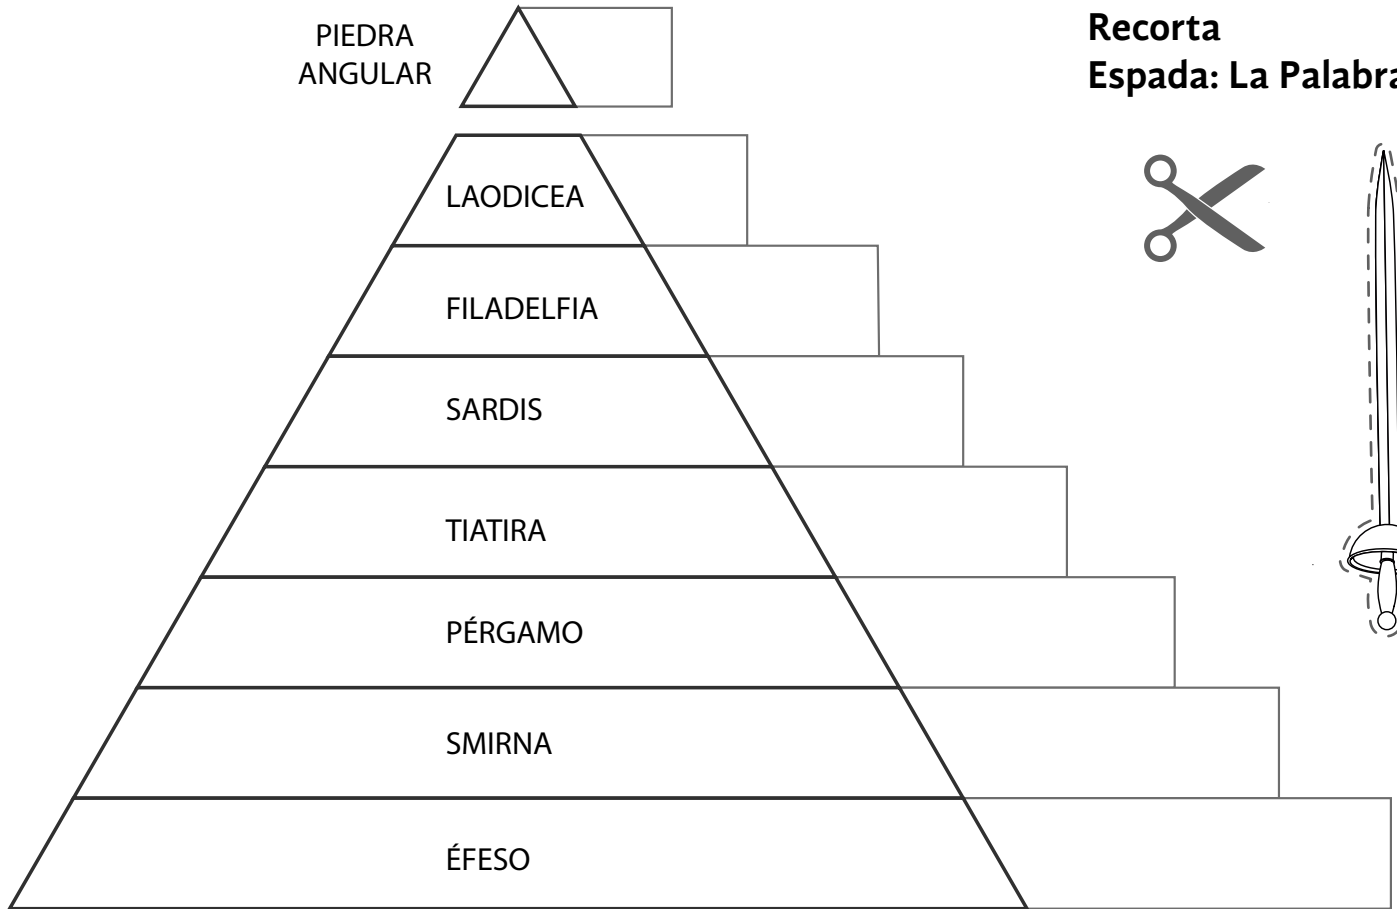 PIEDRA
ANGULAR
Recorta
Espada: La Palabra
LAODICEA
FILADELFIA
SARDIS
TIATIRA
PÉRGAMO
SMIRNA
ÉFESO